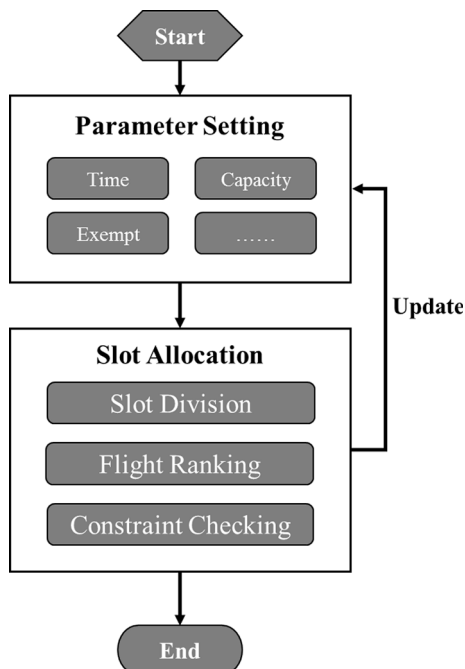 Start
Parameter Setting
Time
Capacity
Exempt
......
Update
Slot Allocation
Slot Division
Flight Ranking
Constraint Checking
End